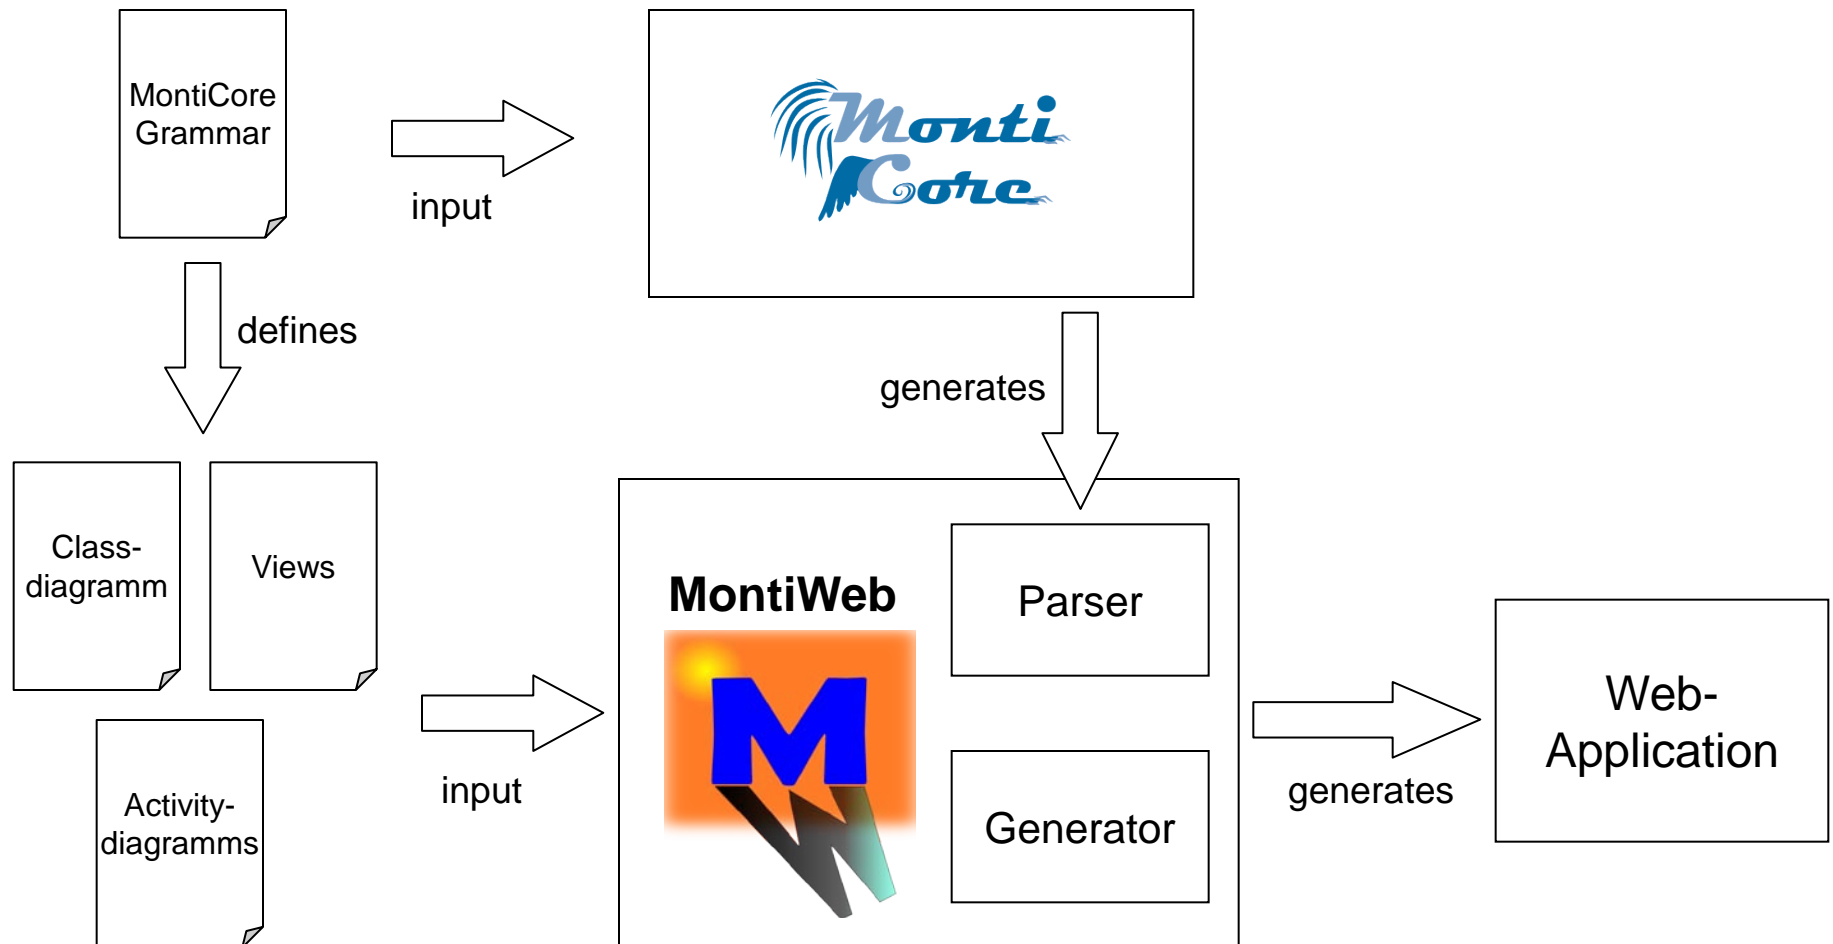 MontiCore
Grammar
input
Monti
Core
defines
generates
Class-
diagramm
Views
Activity-
diagramms
input
MontiWeb
Parser
Generator
generates
Web-
Application